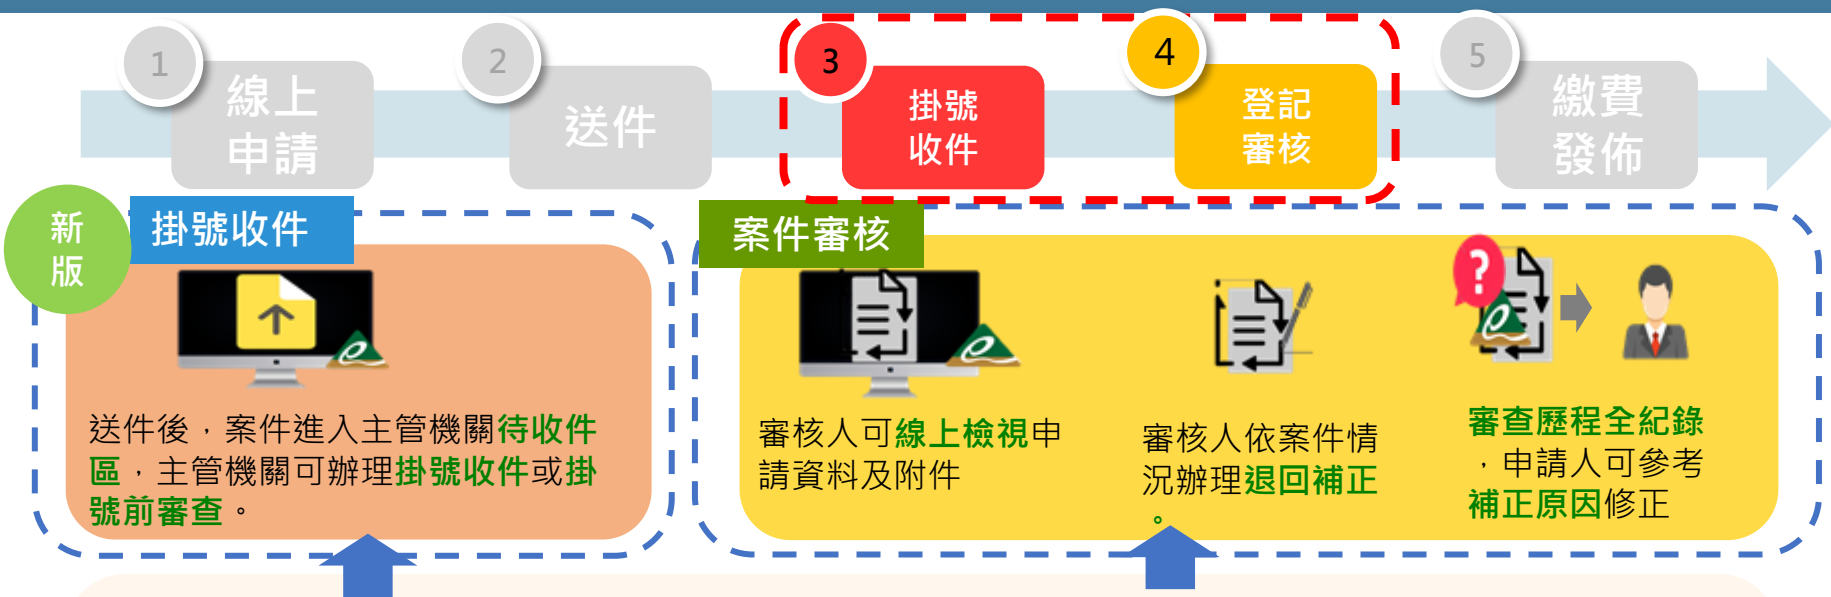 1
線上
申請
2
送件
3
掛號
收件
4
登記
審核
5
繳費
發佈
新
版
掛號收件
送件後，案件進入主管機關待收件
區，主管機關可辦理掛號收件或掛
號前審查。
案件審核
審核人可線上檢視申
請資料及附件
審核人依案件情
況辦理退回補正
。
?
審查歷程全紀錄
，申請人可參考
補正原因修正